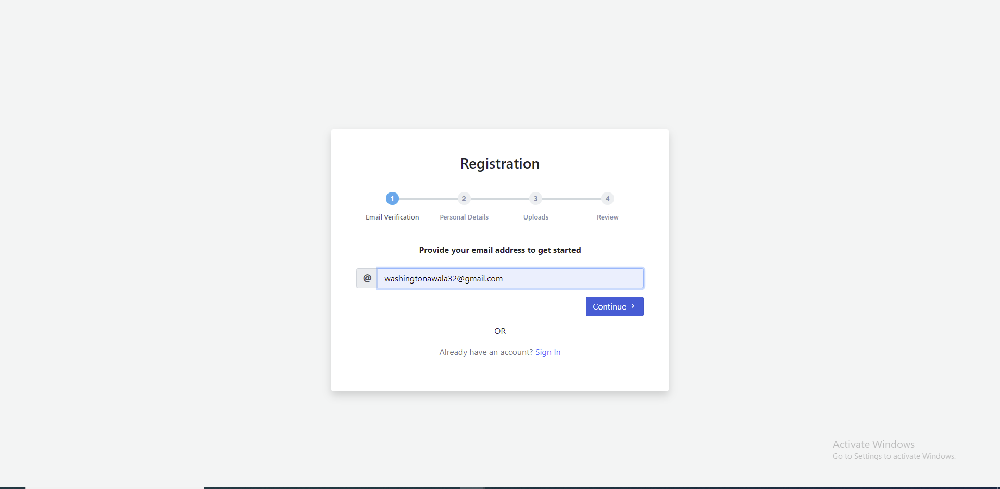 Registration
1 2 3 4
Email Verification Personal Details Uploads Review
Provide your email address to get started
@ washingtonawala32@gmail.com
Continue
OR
Already have an account? Sign In
Activate Windows
Go to Settings to activate Windows.